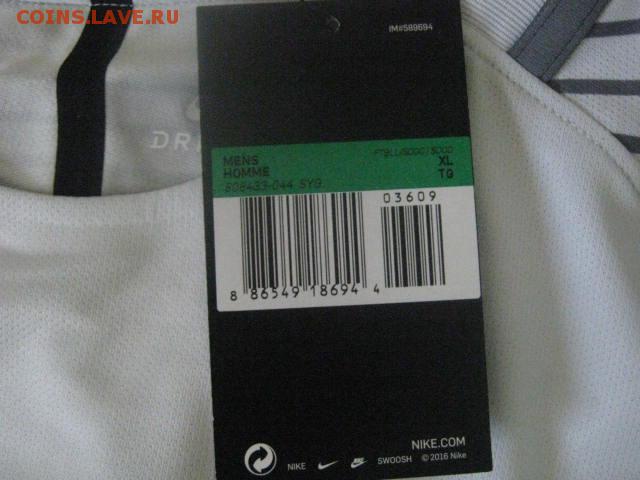 COINS.LAVE.RU
IM#589694
DRI
MENS
HOMME
XL
TG
03609
8 86549 18694 4
NIKE.COM
NIKE SWOOSH © 2016 Nike